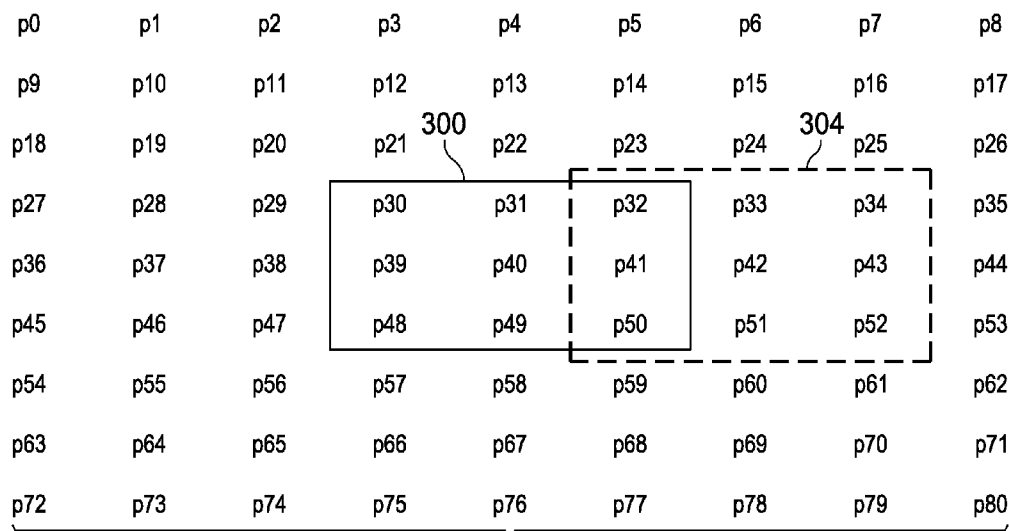 p0 p1 p2 p3 p4 p5 p6 p7 p8
p9 p10 p11 p12 p13 p14 p15 p16 p17
300 304
p18 p19 p20 p21 p22 p23 p24 p25 p26
p27 p28 p29 p30 p31 p32 p33 p34 p35
p36 p37 p38 p39 p40 p41 p42 p43 p44
p45 p46 p47 p48 p49 p50 p51 p52 p53
p54 p55 p56 p57 p58 p59 p60 p61 p62
p63 p64 p65 p66 p67 p68 p69 p70 p71
p72 p73 p74 p75 p76 p77 p78 p79 p80